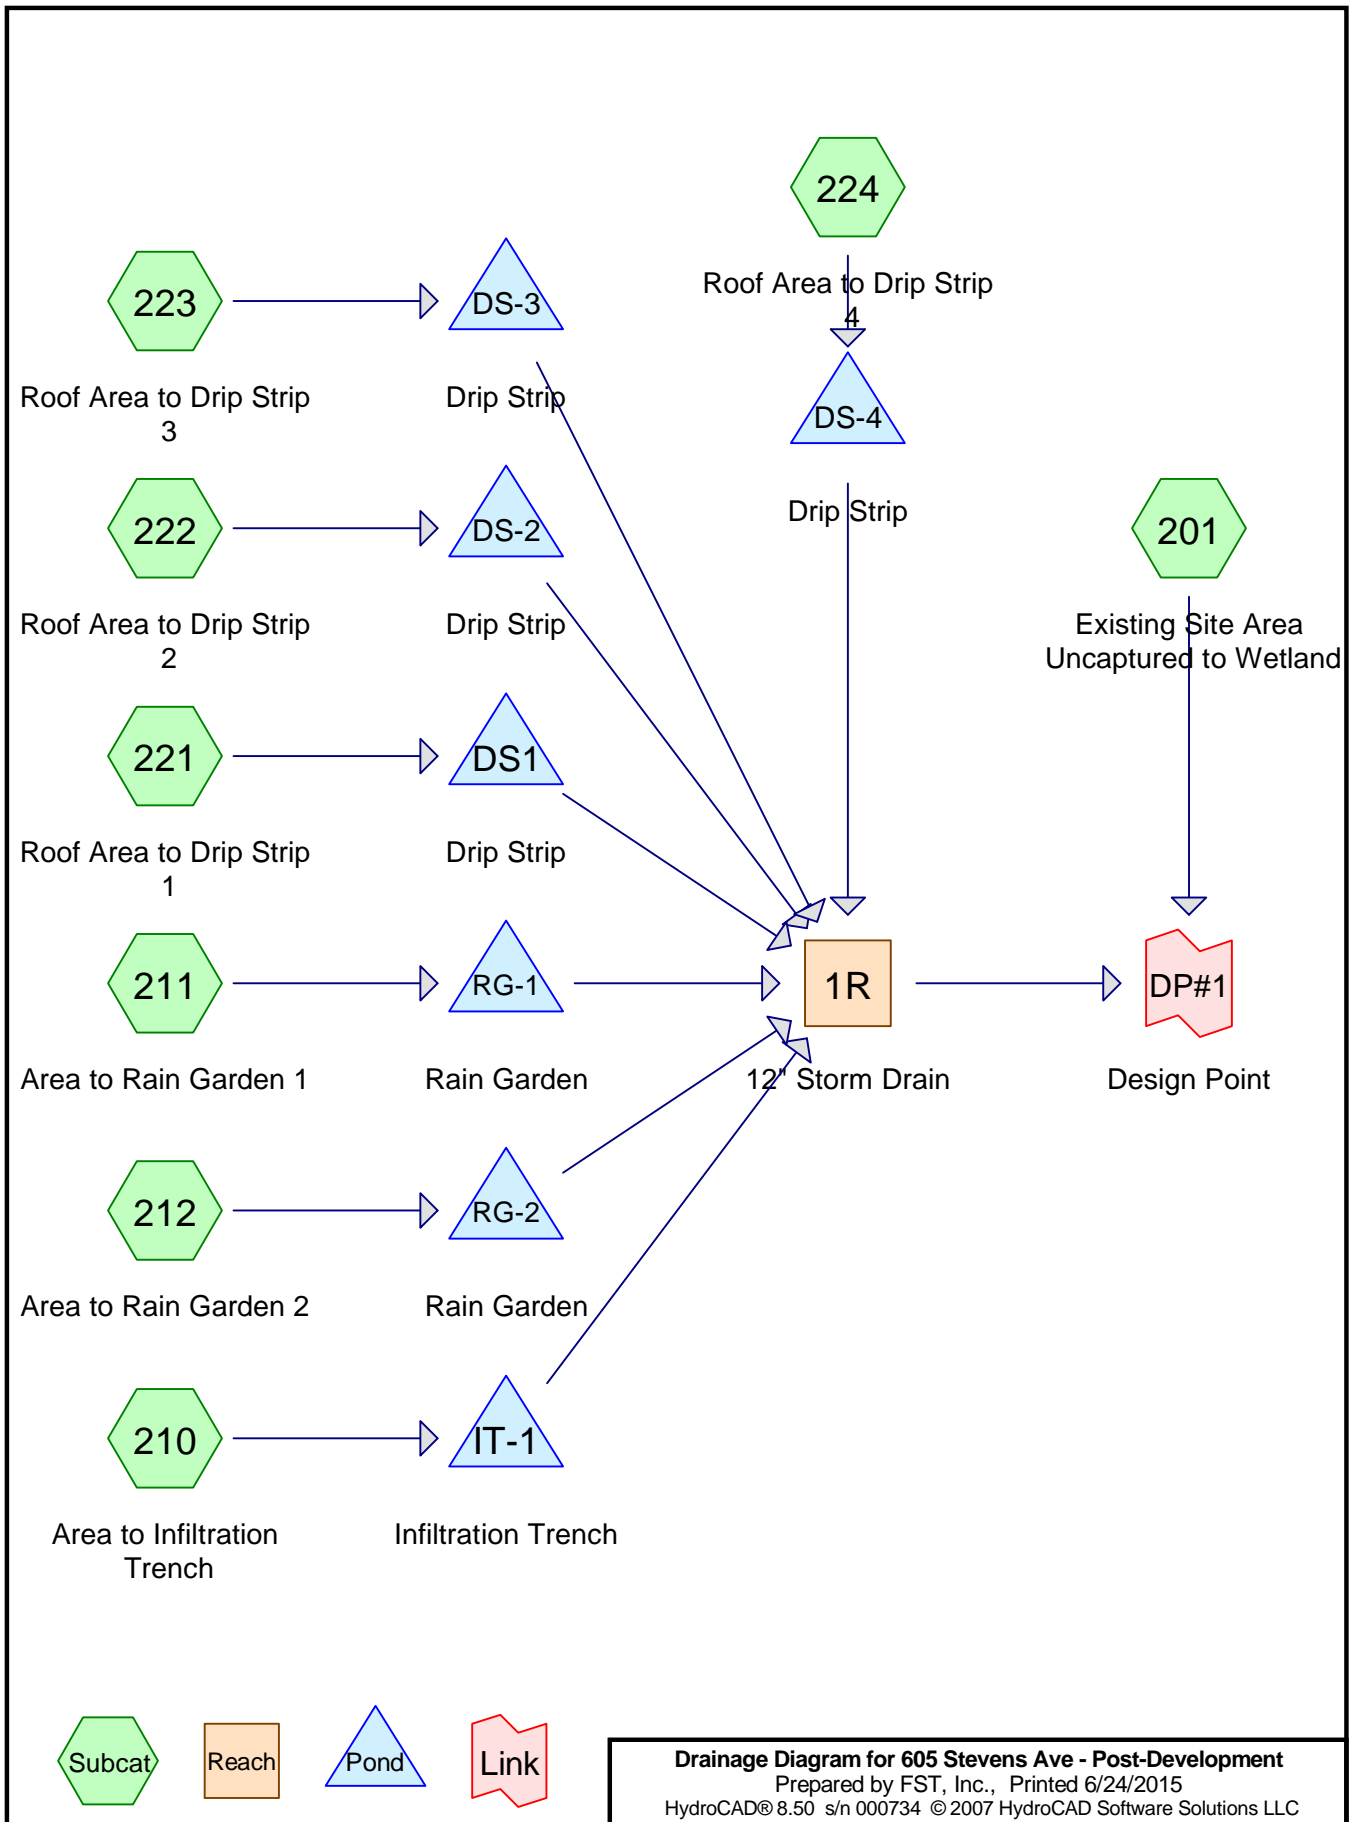 224
Roof Area to Drip Strip
4
223
DS-3
Roof Area to Drip Strip
3
Drip Strip
DS-4
Drip Strip
222
DS-2
201
Roof Area to Drip Strip
2
Drip Strip
Existing Site Area
Uncaptured to Wetland
221
DS1
Roof Area to Drip Strip
1
Drip Strip
211
RG-1
1R
DP#1
Area to Rain Garden 1
Rain Garden
12" Storm Drain
Design Point
212
RG-2
Area to Rain Garden 2
Rain Garden
210
IT-1
Area to Infiltration
Trench
Infiltration Trench
Subcat
Reach
Pond
Link
Drainage Diagram for 605 Stevens Ave - Post-Development
Prepared by FST, Inc., Printed 6/24/2015
HydroCAD® 8.50 s/n 000734 © 2007 HydroCAD Software Solutions LLC